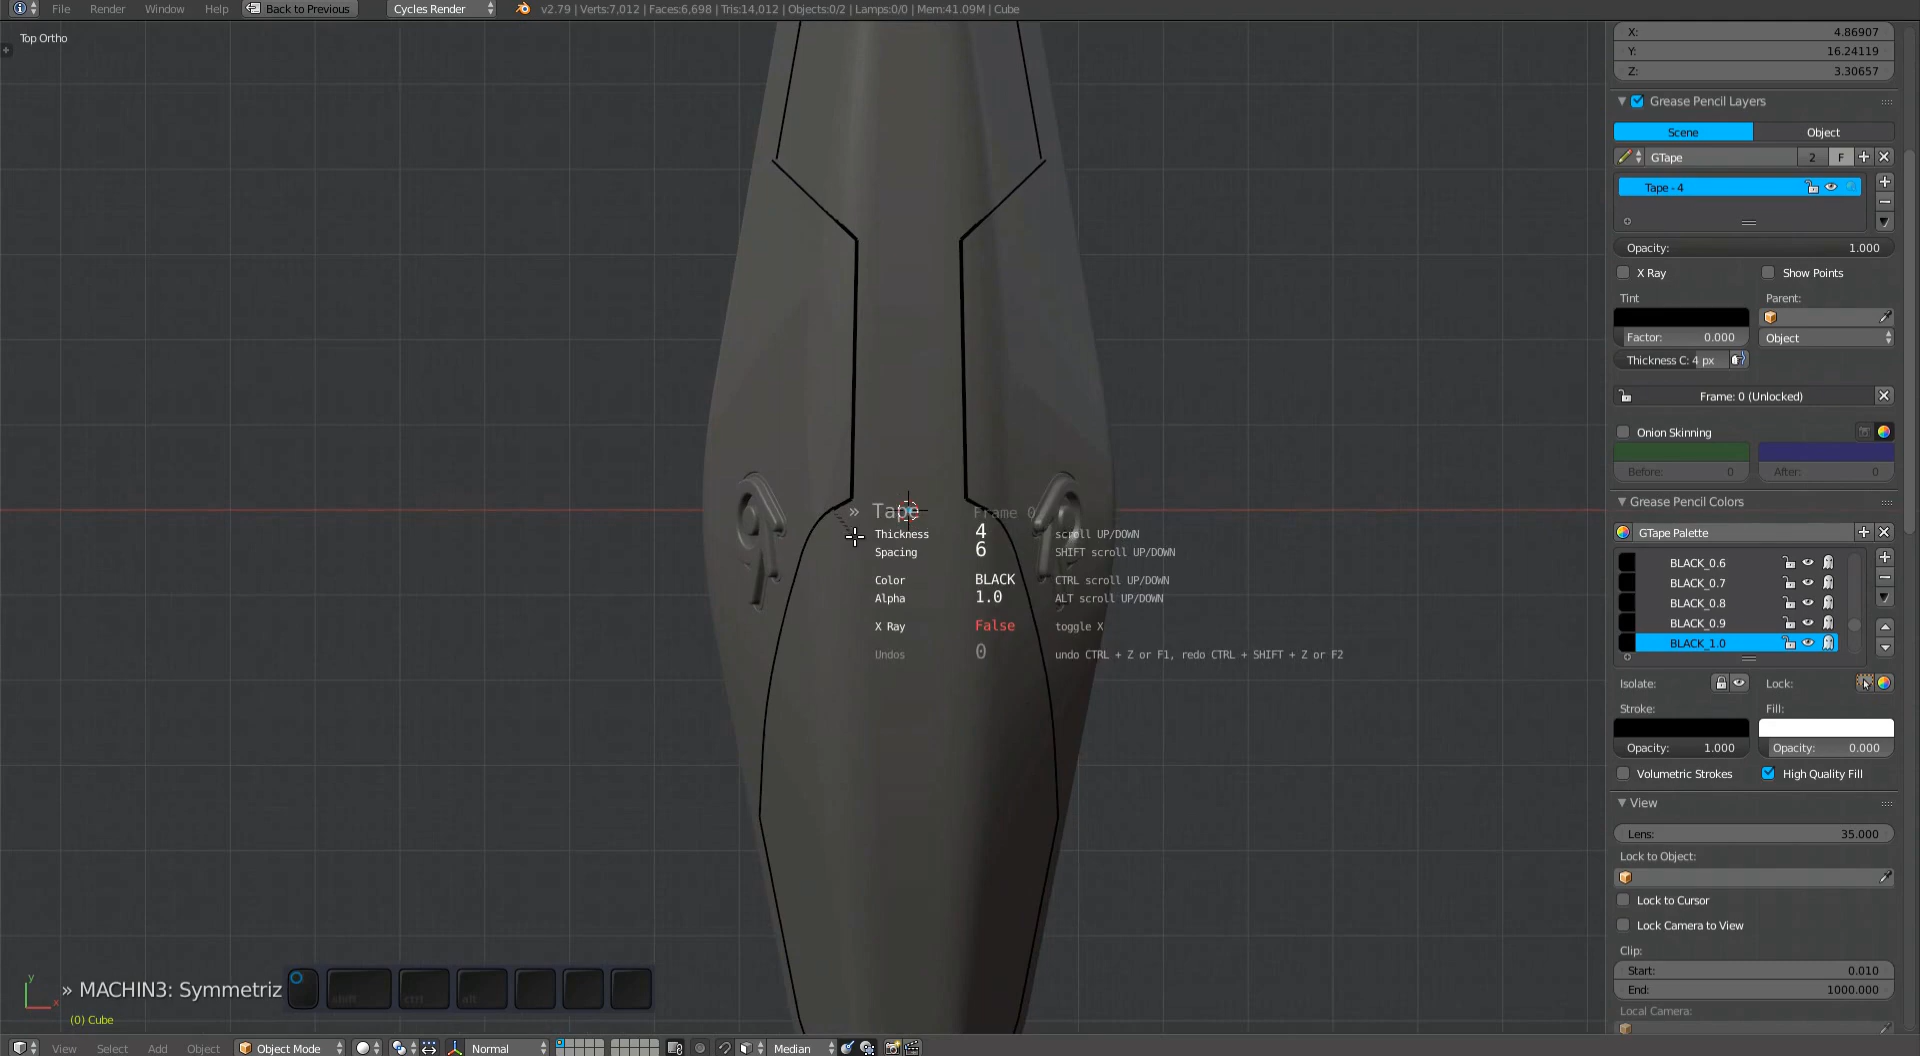 File Render Window Help Back to Previous Cycles Render v2.79 | Verts:7,012 | Faces:6,698 | Tris:14,012 | Objects:0/2 | Lamps:0/0 | Mem:41.09M | Cube
Top Ortho
X: 4.86907
Y: 16.24119
Z: 3.30657
Grease Pencil Layers
Scene Object
GTape 2 F
Tape - 4
Opacity: 1.000
X Ray Show Points
Tint Parent:
Factor: 0.000 Object
Thickness C: 4 px
Frame: 0 (Unlocked)
Onion Skinning
Before: 0 After: 0
Grease Pencil Colors
GTape Palette
BLACK_0.6
BLACK_0.7
BLACK_0.8
BLACK_0.9
BLACK_1.0
Isolate: Lock:
Stroke: Fill:
Opacity: 1.000 Opacity: 0.000
Volumetric Strokes High Quality Fill
View
Lens: 35.000
Lock to Object:
Lock to Cursor
Lock Camera to View
Clip:
Start: 0.010
End: 1000.000
Local Camera:
» Tape Frame 0
Thickness 4 scroll UP/DOWN
Spacing 6 SHIFT scroll UP/DOWN
Color BLACK CTRL scroll UP/DOWN
Alpha 1.0 ALT scroll UP/DOWN
X Ray False toggle X
Undos 0 undo CTRL + Z or F1, redo CTRL + SHIFT + Z or F2
y
x
» MACHIN3: Symmetriz shift ctrl alt
(0) Cube
View Select Add Object Object Mode Normal Median